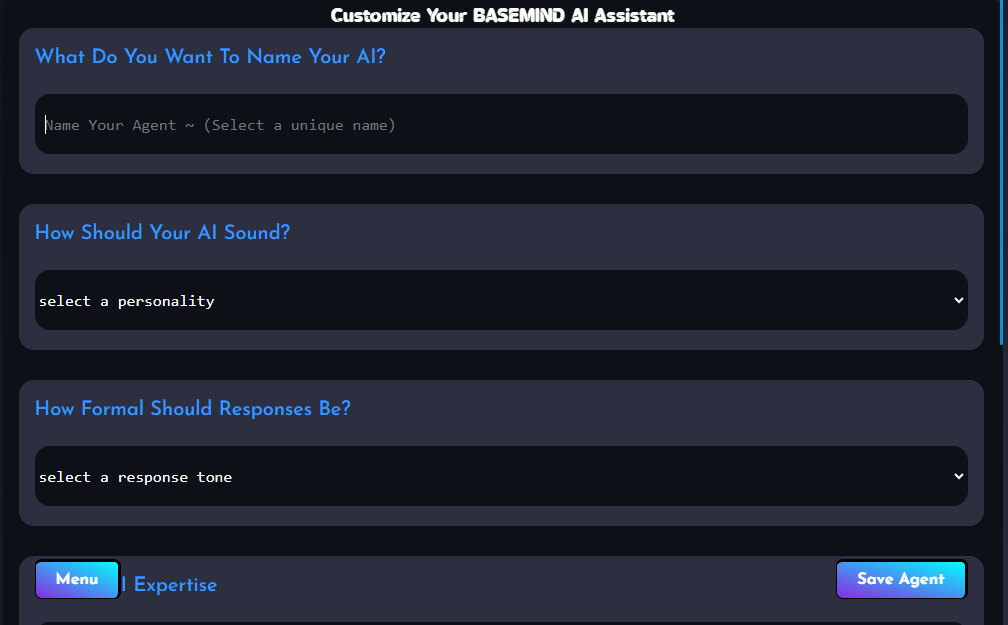 Customize Your BASEMIND AI Assistant
What Do You Want To Name Your AI?
Name Your Agent ~ (Select a unique name)
How Should Your AI Sound?
select a personality
How Formal Should Responses Be?
select a response tone
Menu
Expertise
Save Agent